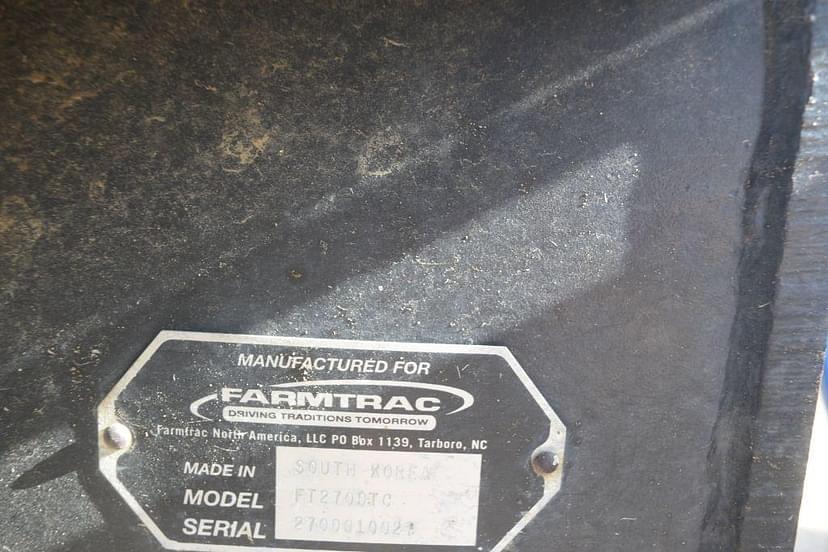 MANUFACTURED FOR
FARMTRAC
DRIVING TRADITIONS TOMORROW
Farmtrac North America, LLC PO Box 1139, Tarboro, NC
MADE IN SOUTH KOREA
MODEL FT270DTC
SERIAL